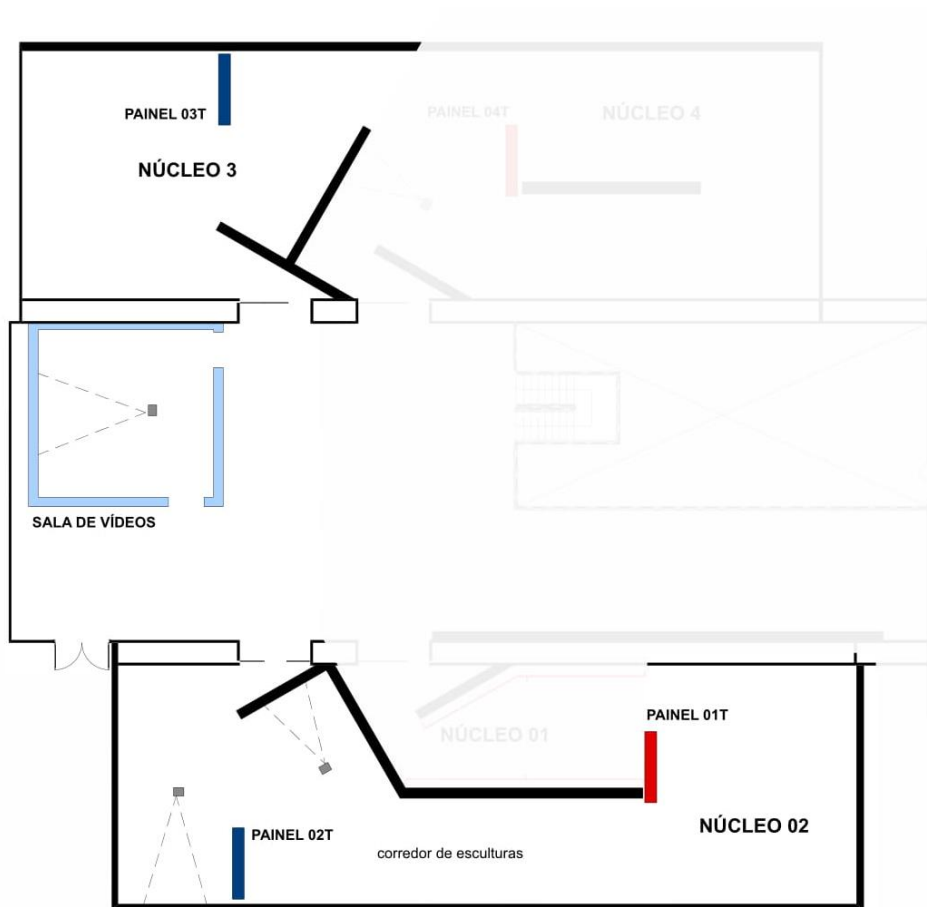 PAINEL 03T
PAINEL 04T
NÚCLEO 4
NÚCLEO 3
SALA DE VÍDEOS
PAINEL 01T
NÚCLEO 01
NÚCLEO 02
PAINEL 02T
corredor de esculturas